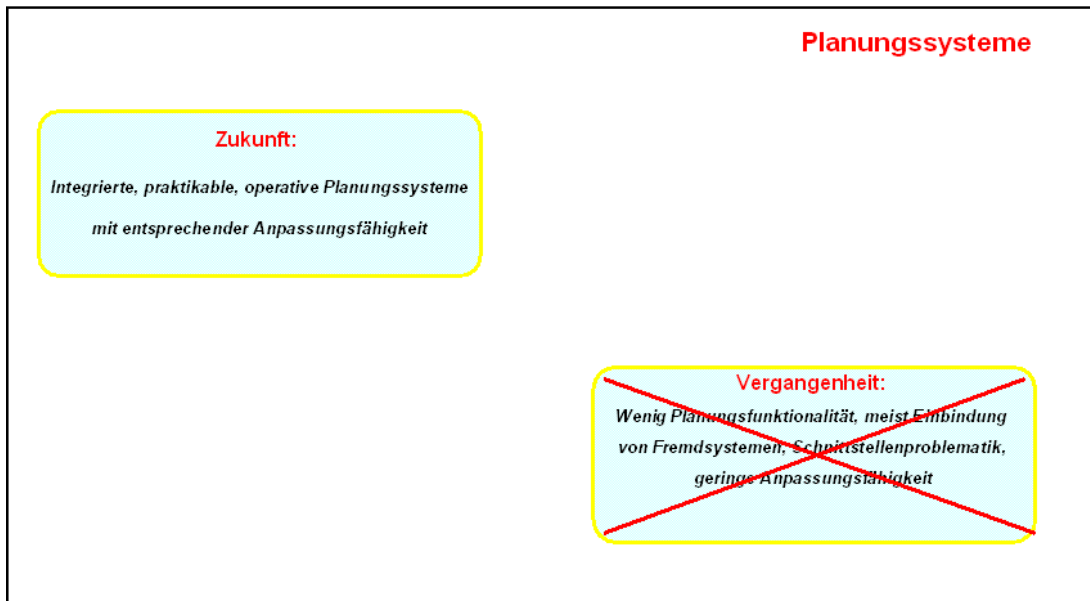 Planungssysteme
Zukunft:
Integrierte, praktikable, operative Planungssysteme
mit entsprechender Anpassungsfähigkeit
Vergangenheit:
Wenig Planungsfunktionalität, meist Einbindung
von Fremdsystemen, Schnittstellenproblematik,
geringe Anpassungsfähigkeit